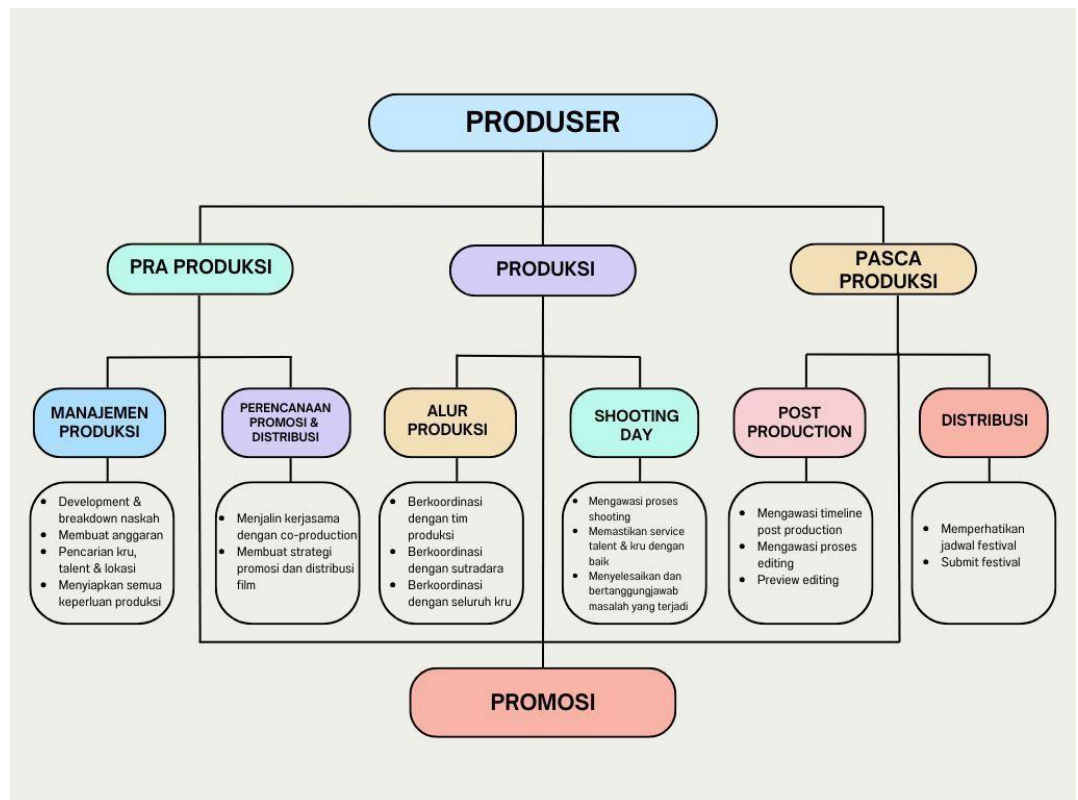 PRODUSER
PRA PRODUKSI
PRODUKSI
PASCA
PRODUKSI
MANAJEMEN
PRODUKSI
PERENCANAAN
PROMOSI &
DISTRIBUSI
ALUR
PRODUKSI
SHOOTING
DAY
POST
PRODUCTION
DISTRIBUSI
• Development &
breakdown naskah
• Membuat anggaran
• Pencarian kru,
talent & lokasi
• Menyiapkan semua
keperluan produksi
• Menjalin kerjasama
dengan co-production
• Membuat strategi
promosi dan distribusi
film
• Berkoordinasi
dengan tim
produksi
• Berkoordinasi
dengan sutradara
• Berkoordinasi
dengan seluruh kru
• Mengawasi proses
shooting
• Memastikan service
talent & kru dengan
baik
• Menyelesaikan dan
bertanggungjawab
masalah yang terjadi
• Mengawasi timeline
post production
• Mengawasi proses
editing
• Preview editing
• Memperhatikan
jadwal festival
• Submit festival
PROMOSI